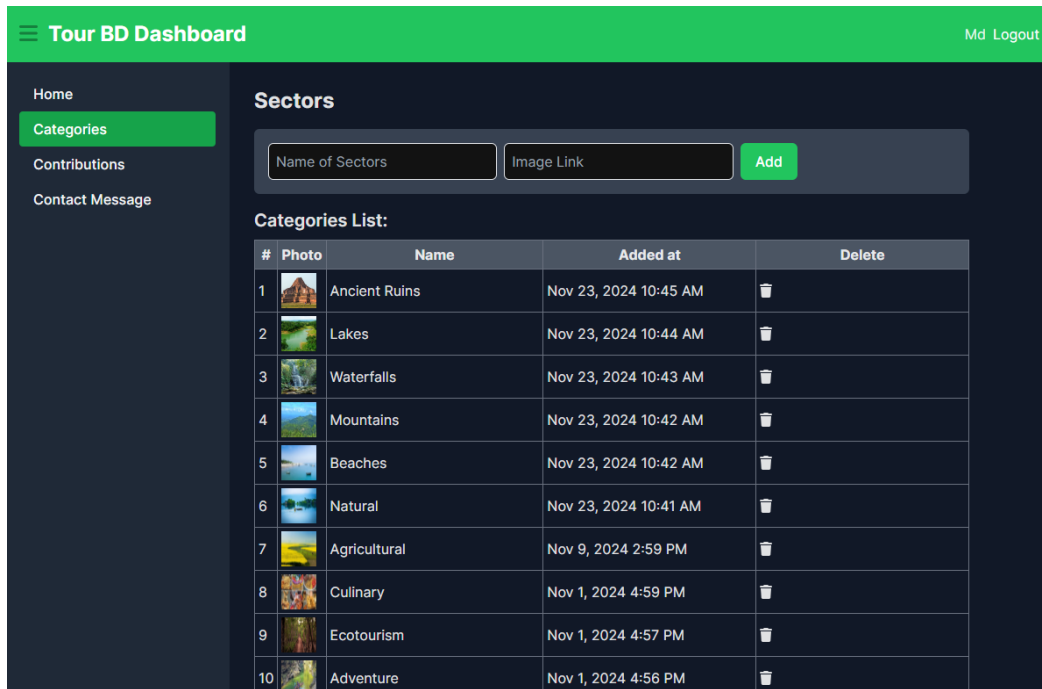 Tour BD Dashboard
Md Logout
Home
Categories
Contributions
Contact Message
Sectors
Name of Sectors
Image Link
Add
Categories List:
# Photo Name Added at Delete
1 Ancient Ruins Nov 23, 2024 10:45 AM
2 Lakes Nov 23, 2024 10:44 AM
3 Waterfalls Nov 23, 2024 10:43 AM
4 Mountains Nov 23, 2024 10:42 AM
5 Beaches Nov 23, 2024 10:42 AM
6 Natural Nov 23, 2024 10:41 AM
7 Agricultural Nov 9, 2024 2:59 PM
8 Culinary Nov 1, 2024 4:59 PM
9 Ecotourism Nov 1, 2024 4:57 PM
10 Adventure Nov 1, 2024 4:56 PM